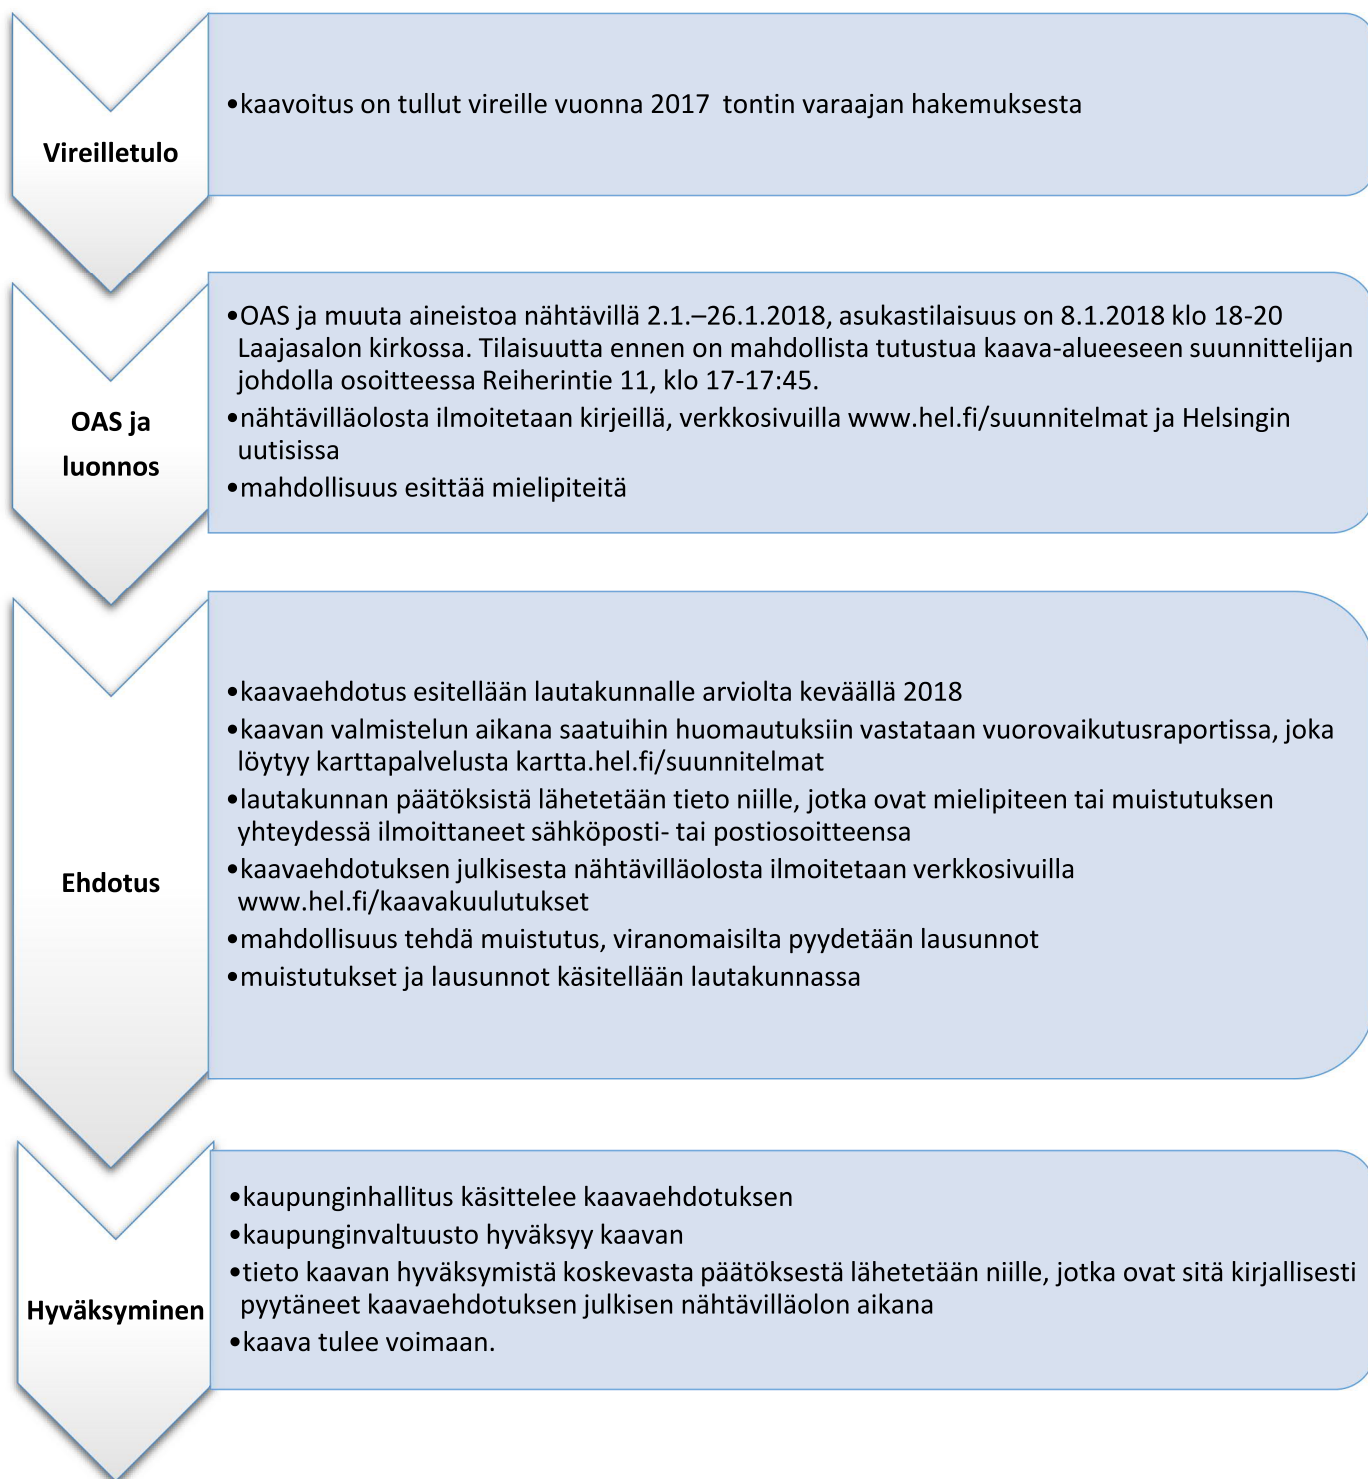 Vireilletulo
•kaavoitus on tullut vireille vuonna 2017  tontin varaajan hakemuksesta
OAS ja
luonnos
•OAS ja muuta aineistoa nähtävillä 2.1.–26.1.2018, asukastilaisuus on 8.1.2018 klo 18-20
Laajasalon kirkossa. Tilaisuutta ennen on mahdollista tutustua kaava-alueeseen suunnittelijan
johdolla osoitteessa Reiherintie 11, klo 17-17:45.
•nähtävilläolosta ilmoitetaan kirjeillä, verkkosivuilla www.hel.fi/suunnitelmat ja Helsingin
uutisissa
•mahdollisuus esittää mielipiteitä
Ehdotus
•kaavaehdotus esitellään lautakunnalle arviolta keväällä 2018
•kaavan valmistelun aikana saatuihin huomautuksiin vastataan vuorovaikutusraportissa, joka
löytyy karttapalvelusta kartta.hel.fi/suunnitelmat
•lautakunnan päätöksistä lähetetään tieto niille, jotka ovat mielipiteen tai muistutuksen
yhteydessä ilmoittaneet sähköposti- tai postiosoitteensa
•kaavaehdotuksen julkisesta nähtävilläolosta ilmoitetaan verkkosivuilla
www.hel.fi/kaavakuulutukset
•mahdollisuus tehdä muistutus, viranomaisilta pyydetään lausunnot
•muistutukset ja lausunnot käsitellään lautakunnassa
Hyväksyminen
•kaupunginhallitus käsittelee kaavaehdotuksen
•kaupunginvaltuusto hyväksyy kaavan
•tieto kaavan hyväksymistä koskevasta päätöksestä lähetetään niille, jotka ovat sitä kirjallisesti
pyytäneet kaavaehdotuksen julkisen nähtävilläolon aikana
•kaava tulee voimaan.